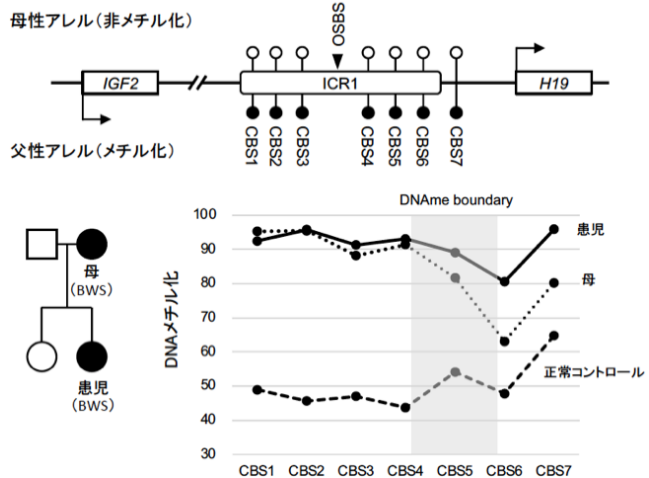 母性アレル(非メチル化)
OSBS
IGF2
ICR1
H19
CBS1
CBS2
CBS3
CBS4
CBS5
CBS6
CBS7
父性アレル(メチル化)
母
(BWS)
患児
(BWS)
DNAme boundary
DNAメチル化
100
90
80
70
60
50
40
30
患児
母
正常コントロール
CBS1 CBS2 CBS3 CBS4 CBS5 CBS6 CBS7